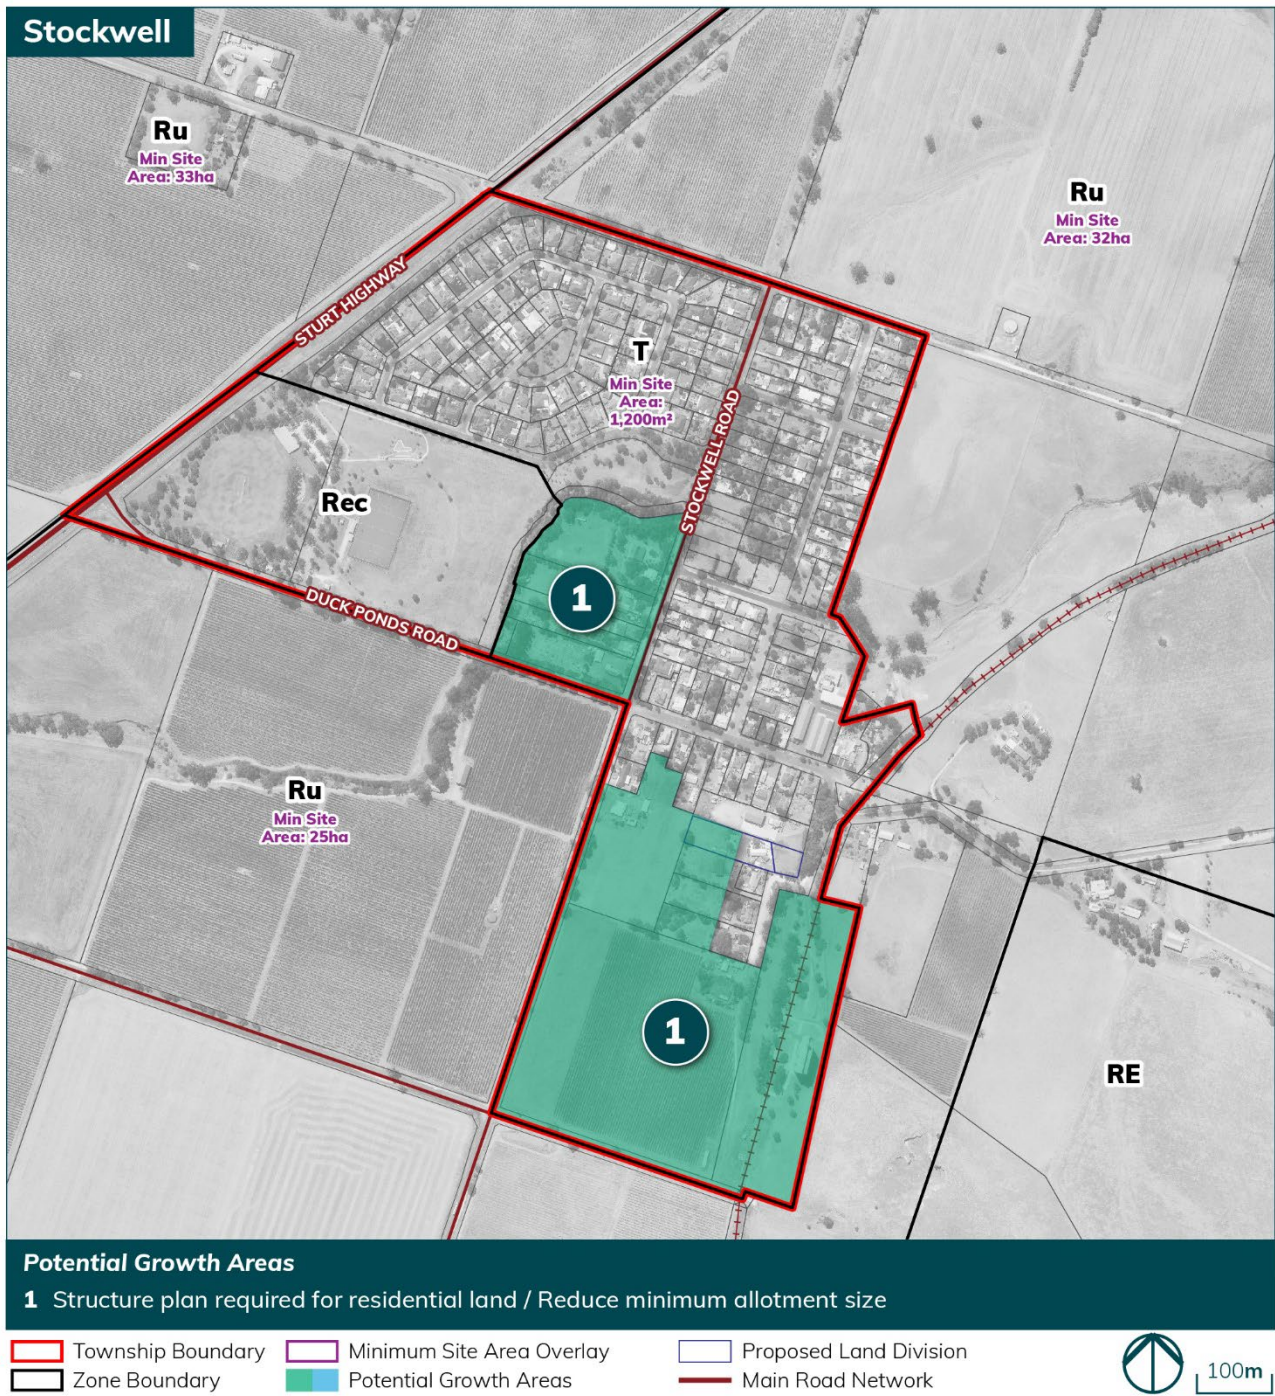 Stockwell
Ru
Min Site
Area: 33ha
Ru
Min Site
Area: 32ha
STURT HIGHWAY
T
Min Site
Area:
1,200m²
STOCKWELL ROAD
Rec
1
DUCK PONDS ROAD
Ru
Min Site
Area: 25ha
1
RE
Potential Growth Areas
1 Structure plan required for residential land / Reduce minimum allotment size
Township Boundary
Minimum Site Area Overlay
Proposed Land Division
Zone Boundary
Potential Growth Areas
Main Road Network
100m